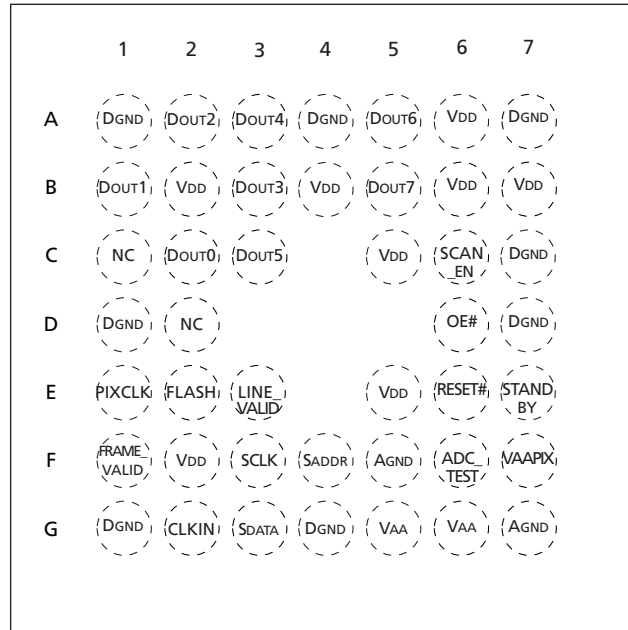 1 2 3 4 5 6 7
A DGND DOUT2 DOUT4 DGND DOUT6 VDD DGND
B DOUT1 VDD DOUT3 VDD DOUT7 VDD VDD
C NC DOUT0 DOUT5 VDD SCAN_EN DGND
D DGND NC OE# DGND
E PIXCLK FLASH LINE_VALID VDD RESET# STANDBY
F FRAME_VALID VDD SCLK SADDR AGND ADC_TEST VAAPIX
G DGND CLKIN SDATA DGND VAA VAA AGND